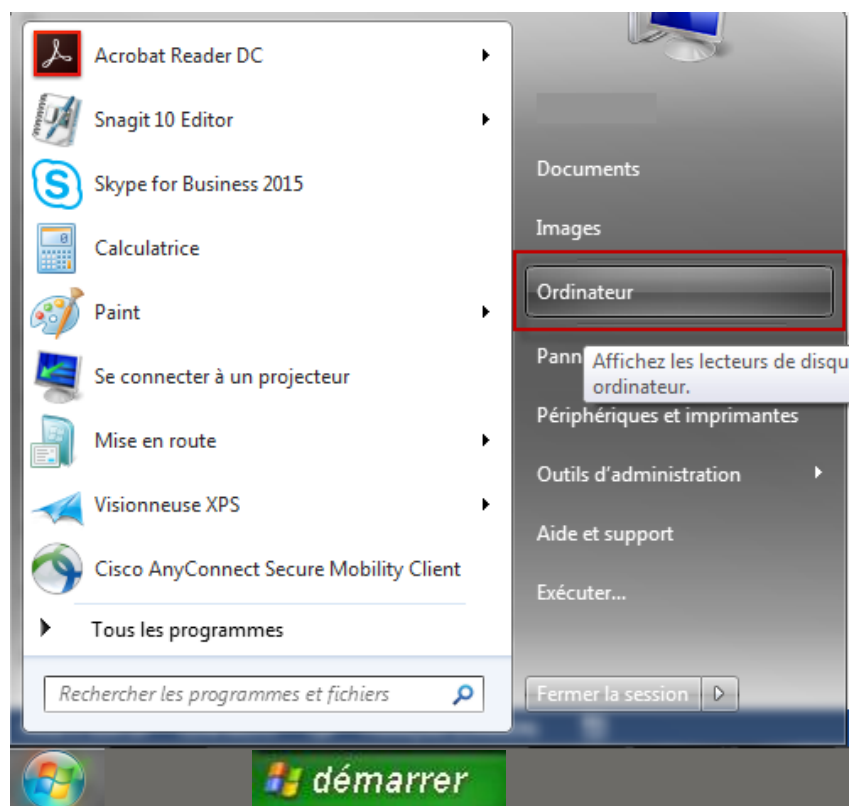 Acrobat Reader DC
Snagit 10 Editor
Skype for Business 2015
Calculatrice
Paint
Se connecter à un projecteur
Mise en route
Visionneuse XPS
Cisco AnyConnect Secure Mobility Client
Tous les programmes
Rechercher les programmes et fichiers
Documents
Images
Ordinateur
Pann
Affichez les lecteurs de disqu
ordinateur.
Périphériques et imprimantes
Outils d'administration
Aide et support
Exécuter...
Fermer la session
démarrer